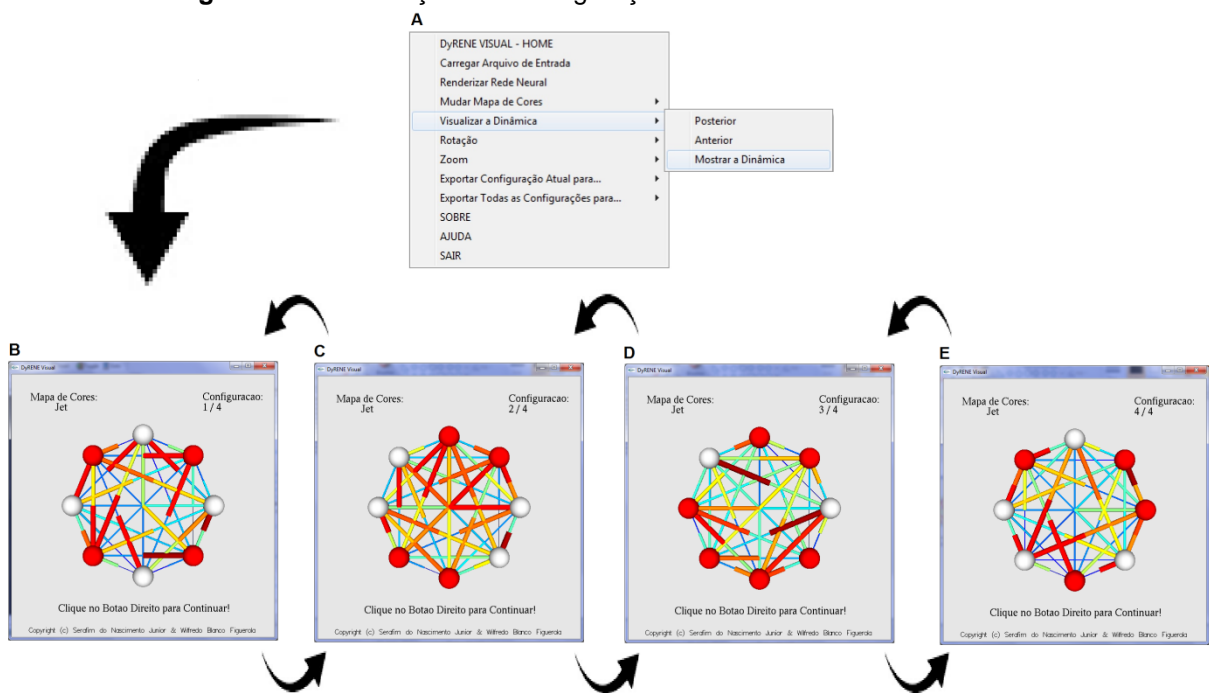 A
DyRENE VISUAL - HOME
Carregar Arquivo de Entrada
Renderizar Rede Neural
Mudar Mapa de Cores
Visualizar a Dinâmica
Rotação
Zoom
Exportar Configuração Atual para...
Exportar Todas as Configurações para...
SOBRE
AJUDA
SAIR
Posterior
Anterior
Mostrar a Dinâmica
B
DyRENE Visual
Mapa de Cores:
Jet
Configuracao:
1 / 4
Clique no Botao Direito para Continuar!
Copyright (c) Serafim do Nascimento Junior & Wilfredo Blanco Figuerola
C
DyRENE Visual
Mapa de Cores:
Jet
Configuracao:
2 / 4
Clique no Botao Direito para Continuar!
Copyright (c) Serafim do Nascimento Junior & Wilfredo Blanco Figuerola
D
DyRENE Visual
Mapa de Cores:
Jet
Configuracao:
3 / 4
Clique no Botao Direito para Continuar!
Copyright (c) Serafim do Nascimento Junior & Wilfredo Blanco Figuerola
E
DyRENE Visual
Mapa de Cores:
Jet
Configuracao:
4 / 4
Clique no Botao Direito para Continuar!
Copyright (c) Serafim do Nascimento Junior & Wilfredo Blanco Figuerola